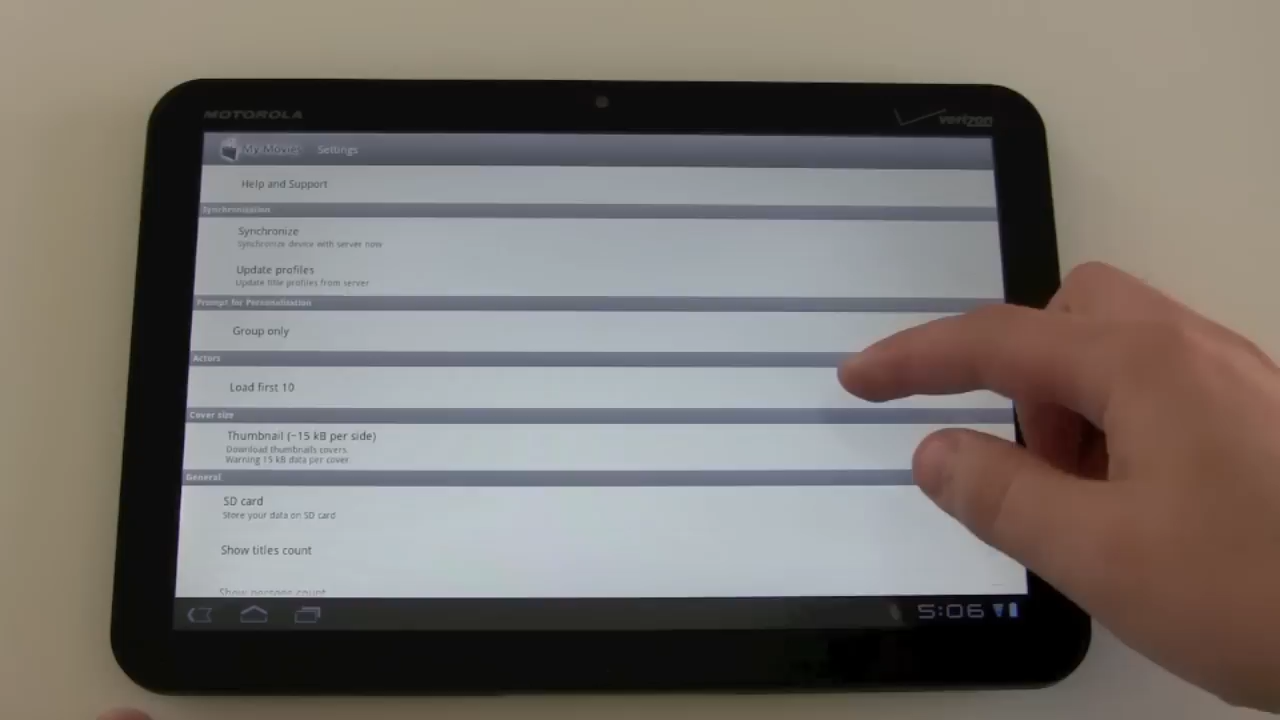 MOTOROLA
verizon
My Movies Settings
Help and Support
Synchronization
Synchronize
Synchronize device with server now
Update profiles
Update title profiles from server
Prompt for Personalization
Group only
Actors
Load first 10
Cover size
Thumbnail (~15 kB per side)
Download thumbnails covers.
Warning 15 kB data per cover.
General
SD card
Store your data on SD card
Show titles count
Show persons count
5:06